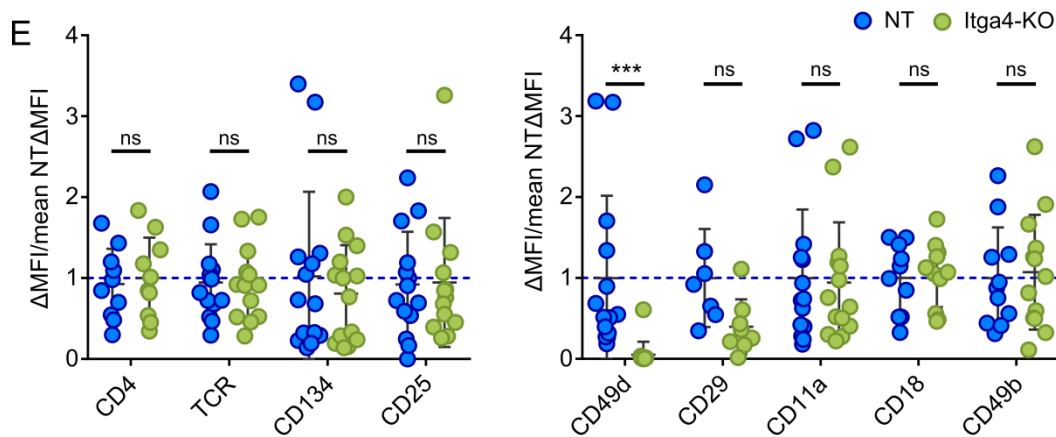 E
NT Itga4-KO
ΔMFI/mean NTΔMFI
4
3
2
1
0
ns ns ns ns
CD4 TCR CD134 CD25
ΔMFI/mean NTΔMFI
4
3
2
1
0
*** ns ns ns ns
CD49d CD29 CD11a CD18 CD49b